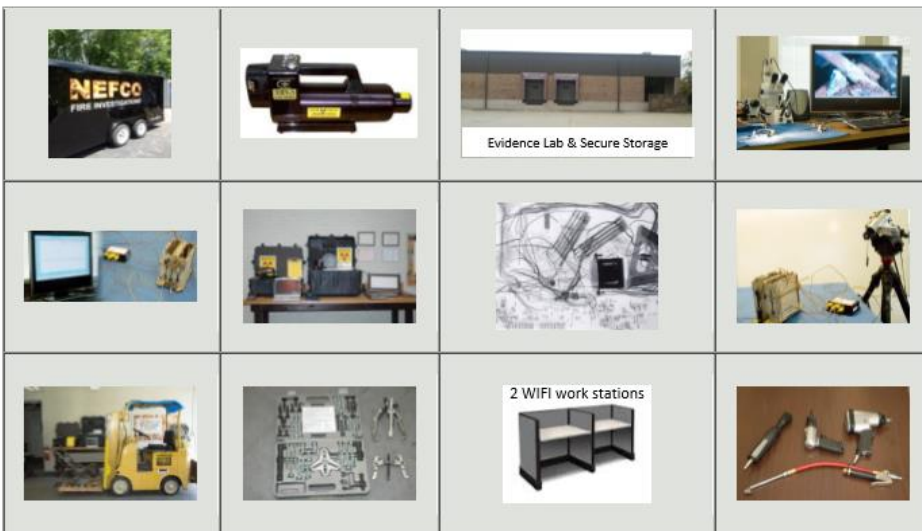 NEFCO
FIRE INVESTIGATIONS
Evidence Lab & Secure Storage
2 WIFI work stations